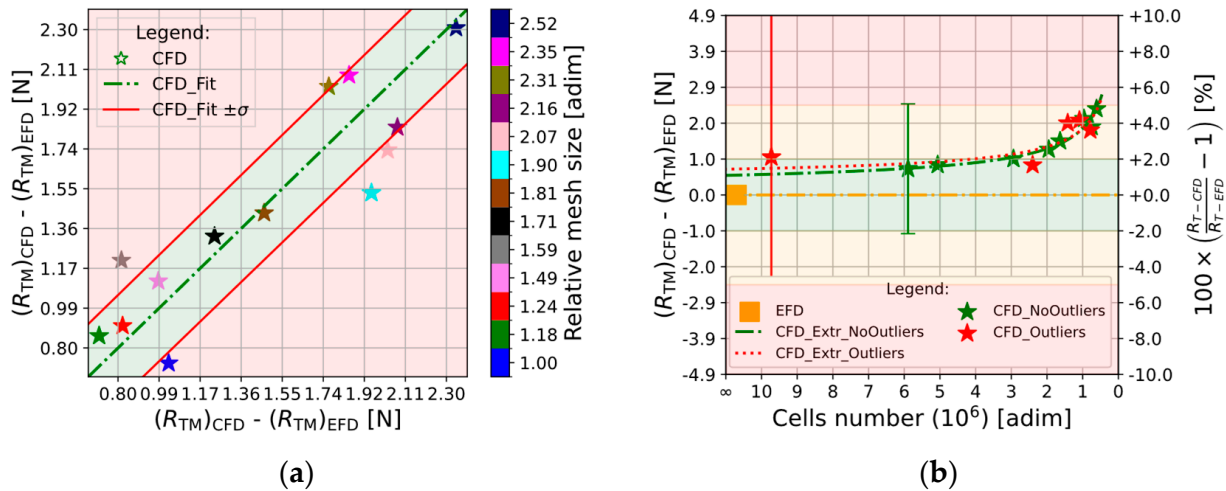 2.30
2.11
1.92
1.74
1.55
1.36
1.17
0.99
0.80
(R_TM)_CFD - (R_TM)_EFD [N]
Legend:
CFD
CFD_Fit
CFD_Fit ±σ
0.80 0.99 1.17 1.36 1.55 1.74 1.92 2.11 2.30
(R_TM)_CFD - (R_TM)_EFD [N]
2.52
2.35
2.31
2.16
2.07
1.90
1.81
1.71
1.59
1.49
1.24
1.18
1.00
Relative mesh size [adim]
(a)
4.9
3.9
2.9
2.0
1.0
0.0
-1.0
-2.0
-2.9
-3.9
-4.9
(R_TM)_CFD - (R_TM)_EFD [N]
Legend:
EFD
CFD_Extr_NoOutliers
CFD_Extr_Outliers
CFD_NoOutliers
CFD_Outliers
∞ 10 9 8 7 6 5 4 3 2 1 0
Cells number (10^6) [adim]
+10.0
+8.0
+6.0
+4.0
+2.0
+0.0
-2.0
-4.0
-6.0
-8.0
-10.0
100 × (R_T−CFD / R_T−EFD − 1) [%]
(b)